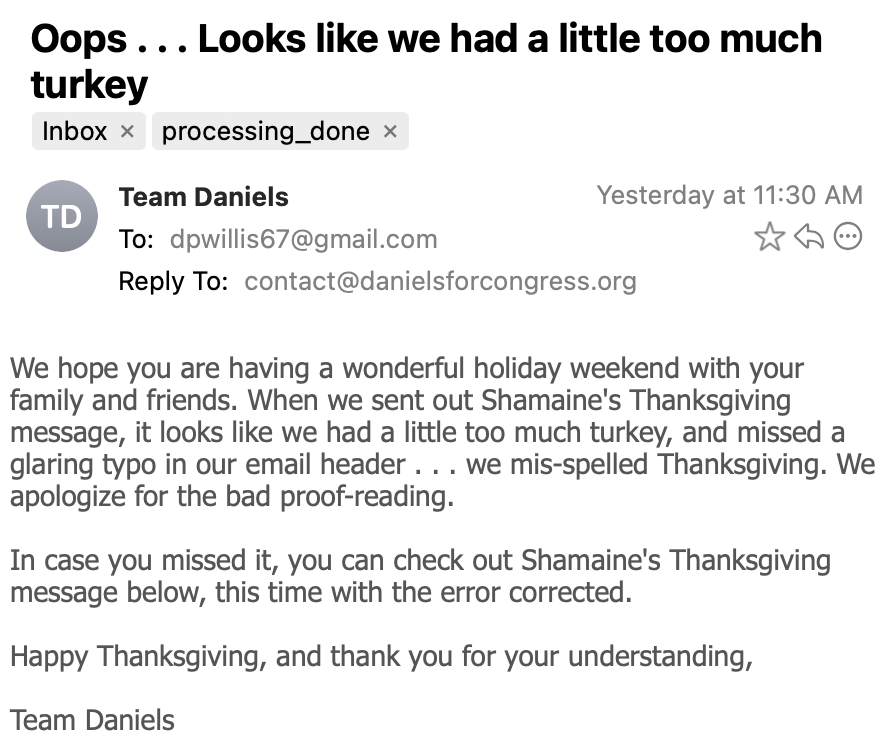 Oops . . . Looks like we had a little too much
turkey
Inbox × processing_done ×
TD
Team Daniels
Yesterday at 11:30 AM
To: dpwillis67@gmail.com
Reply To: contact@danielsforcongress.org
We hope you are having a wonderful holiday weekend with your
family and friends. When we sent out Shamaine's Thanksgiving
message, it looks like we had a little too much turkey, and missed a
glaring typo in our email header . . . we mis-spelled Thanksgiving. We
apologize for the bad proof-reading.
In case you missed it, you can check out Shamaine's Thanksgiving
message below, this time with the error corrected.
Happy Thanksgiving, and thank you for your understanding,
Team Daniels